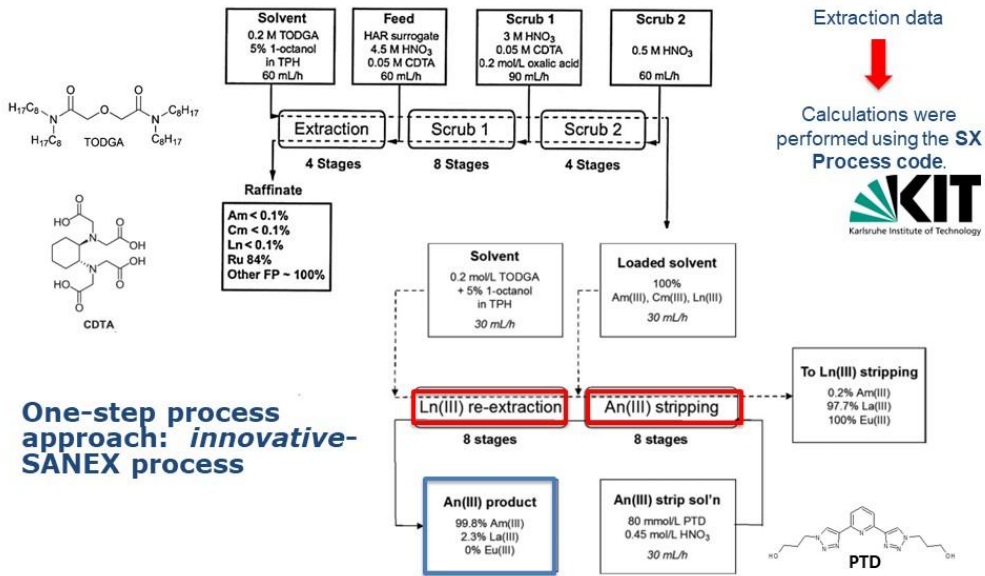 Solvent
0.2 M TODGA
5% 1-octanol
in TPH
60 mL/h
Feed
HAR surrogate
4.5 M HNO₃
0.05 M CDTA
60 mL/h
Scrub 1
3 M HNO₃
0.05 M CDTA
0.2 mol/L oxalic acid
90 mL/h
Scrub 2
0.5 M HNO₃
60 mL/h
Extraction data
Calculations were
performed using the SX
Process code.
KIT
Karlsruhe Institute of Technology
H₁₇C₈
N
O
O
O
N
C₈H₁₇
H₁₇C₈
C₈H₁₇
TODGA
Extraction
Scrub 1
Scrub 2
4 Stages
8 Stages
4 Stages
Raffinate
Am < 0.1%
Cm < 0.1%
Ln < 0.1%
Ru 84%
Other FP ~ 100%
HO
O
O
N
OH
N
OH
O
O
HO
CDTA
Solvent
0.2 mol/L TODGA
+ 5% 1-octanol
in TPH
30 mL/h
Loaded solvent
100%
Am(III), Cm(III), Ln(III)
30 mL/h
To Ln(III) stripping
0.2% Am(III)
97.7% La(III)
100% Eu(III)
Ln(III) re-extraction
An(III) stripping
8 stages
8 stages
One-step process
approach: innovative-
SANEX process
An(III) product
99.8% Am(III)
2.3% La(III)
0% Eu(III)
An(III) strip sol'n
80 mmol/L PTD
0.45 mol/L HNO₃
30 mL/h
HO
N
N=N
N
N=N
N
OH
PTD